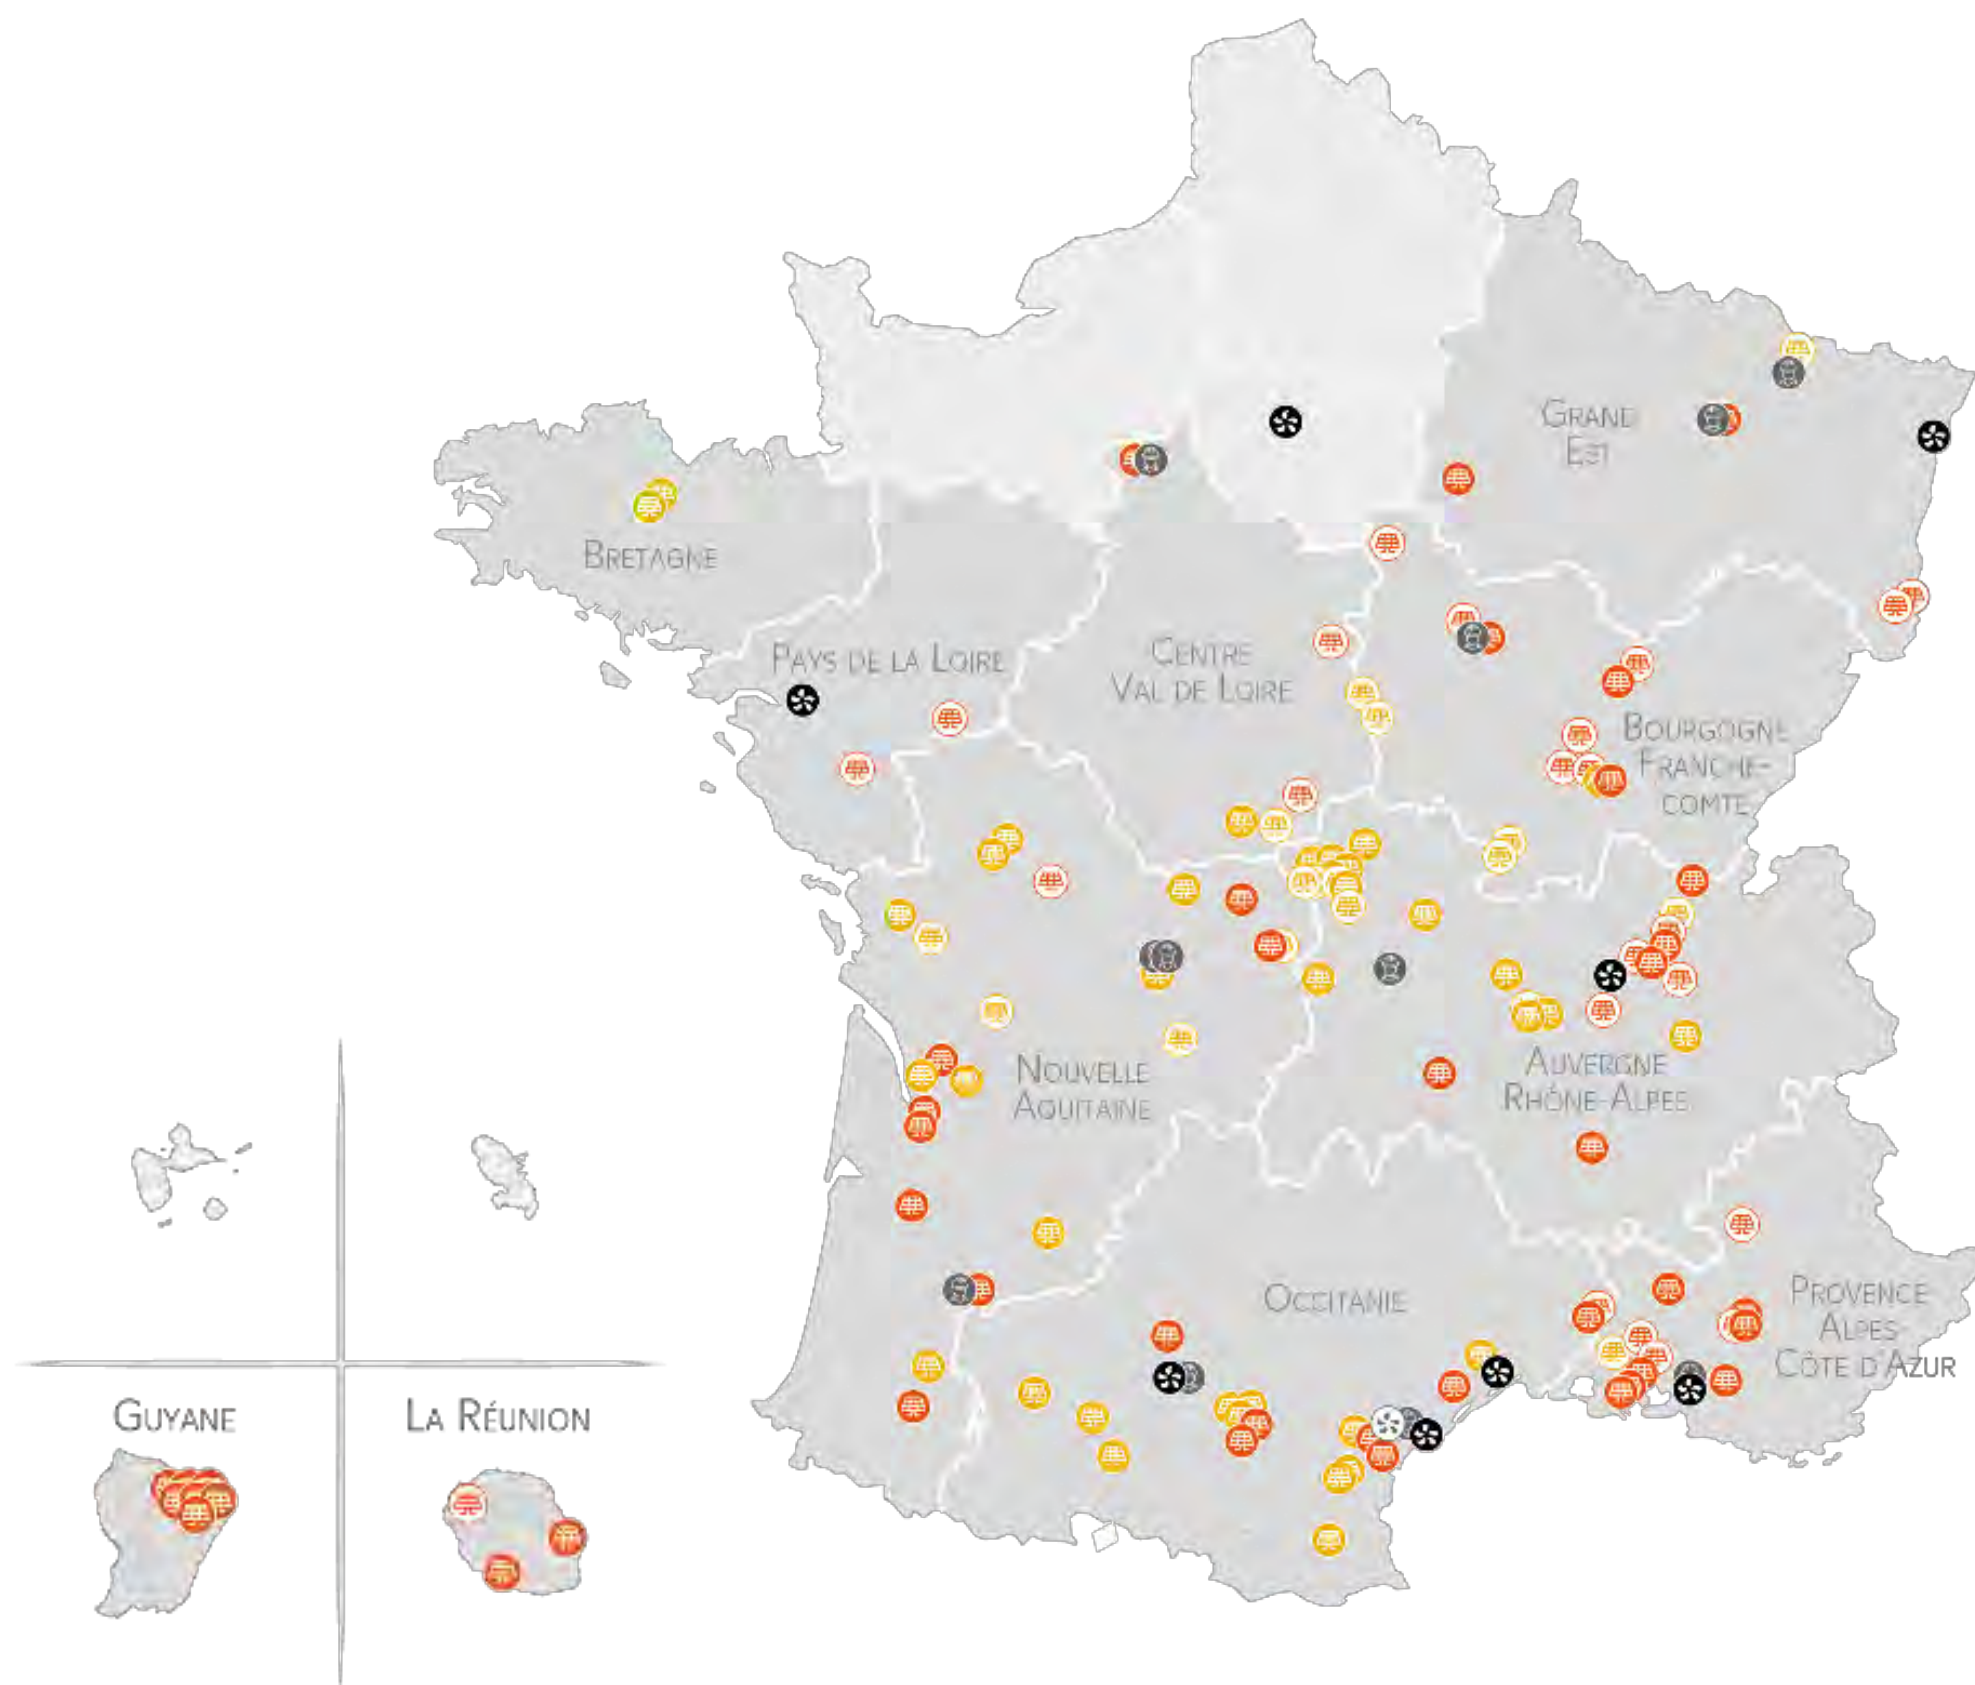 GRAND
EST
BRETAGNE
PAYS DE LA LOIRE
CENTRE
VAL DE LOIRE
BOURGOGNE
FRANCHE-
COMTE
NOUVELLE
AQUITAINE
AUVERGNE
RHÔNE-ALPES
OCCITANIE
PROVENCE
ALPES
CÔTE D'AZUR
GUYANE
LA RÉUNION